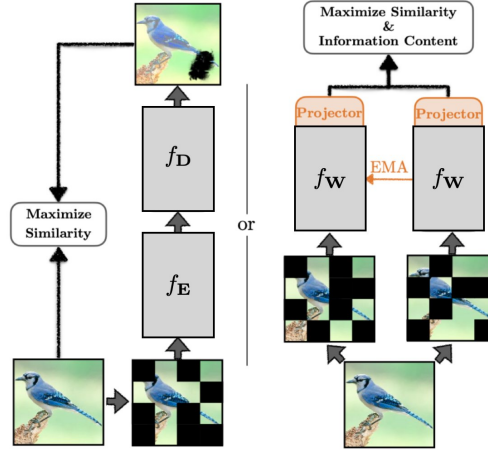 Maximize Similarity
&
Information Content
Projector
Projector
f_D
f_W
EMA
f_W
or
Maximize
Similarity
f_E